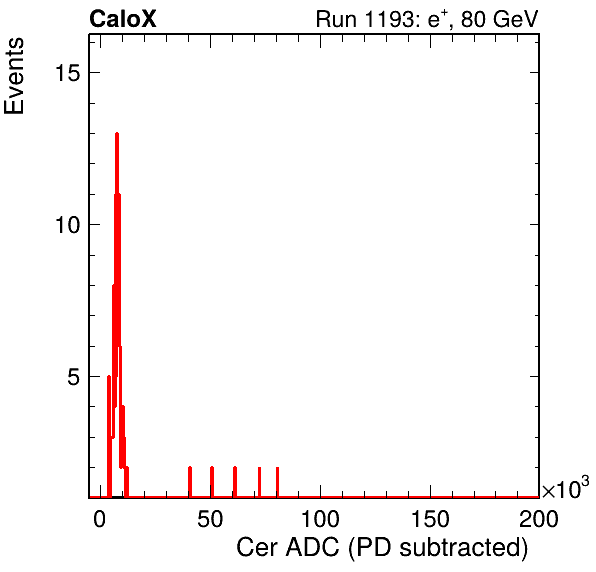 CaloX Run 1193: e⁺, 80 GeV
Events
15
10
5
0 50 100 150 200
×10³
Cer ADC (PD subtracted)